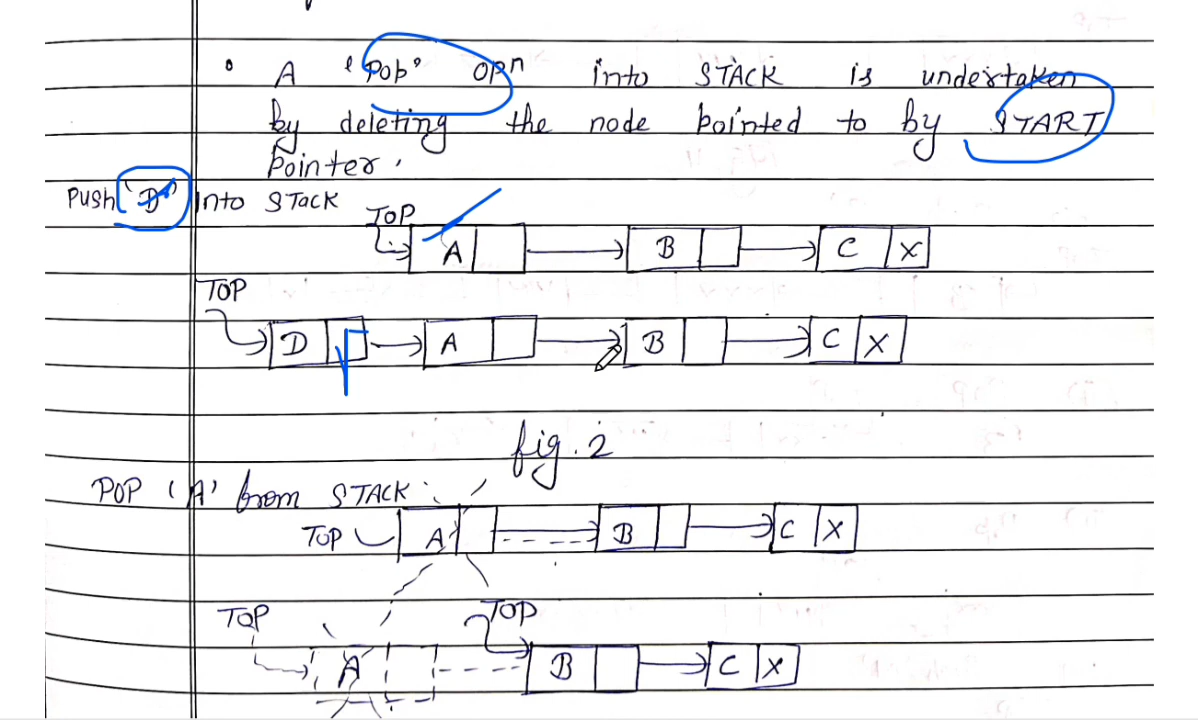 • A 'Pop' opⁿ into STACK is undertaken
by deleting the node pointed to by START
pointer.
Push 'D' Into STACK
TOP
A B C X
TOP
D A B C X
fig. 2
POP 'A' from STACK
TOP A B C X
TOP TOP
A B C X